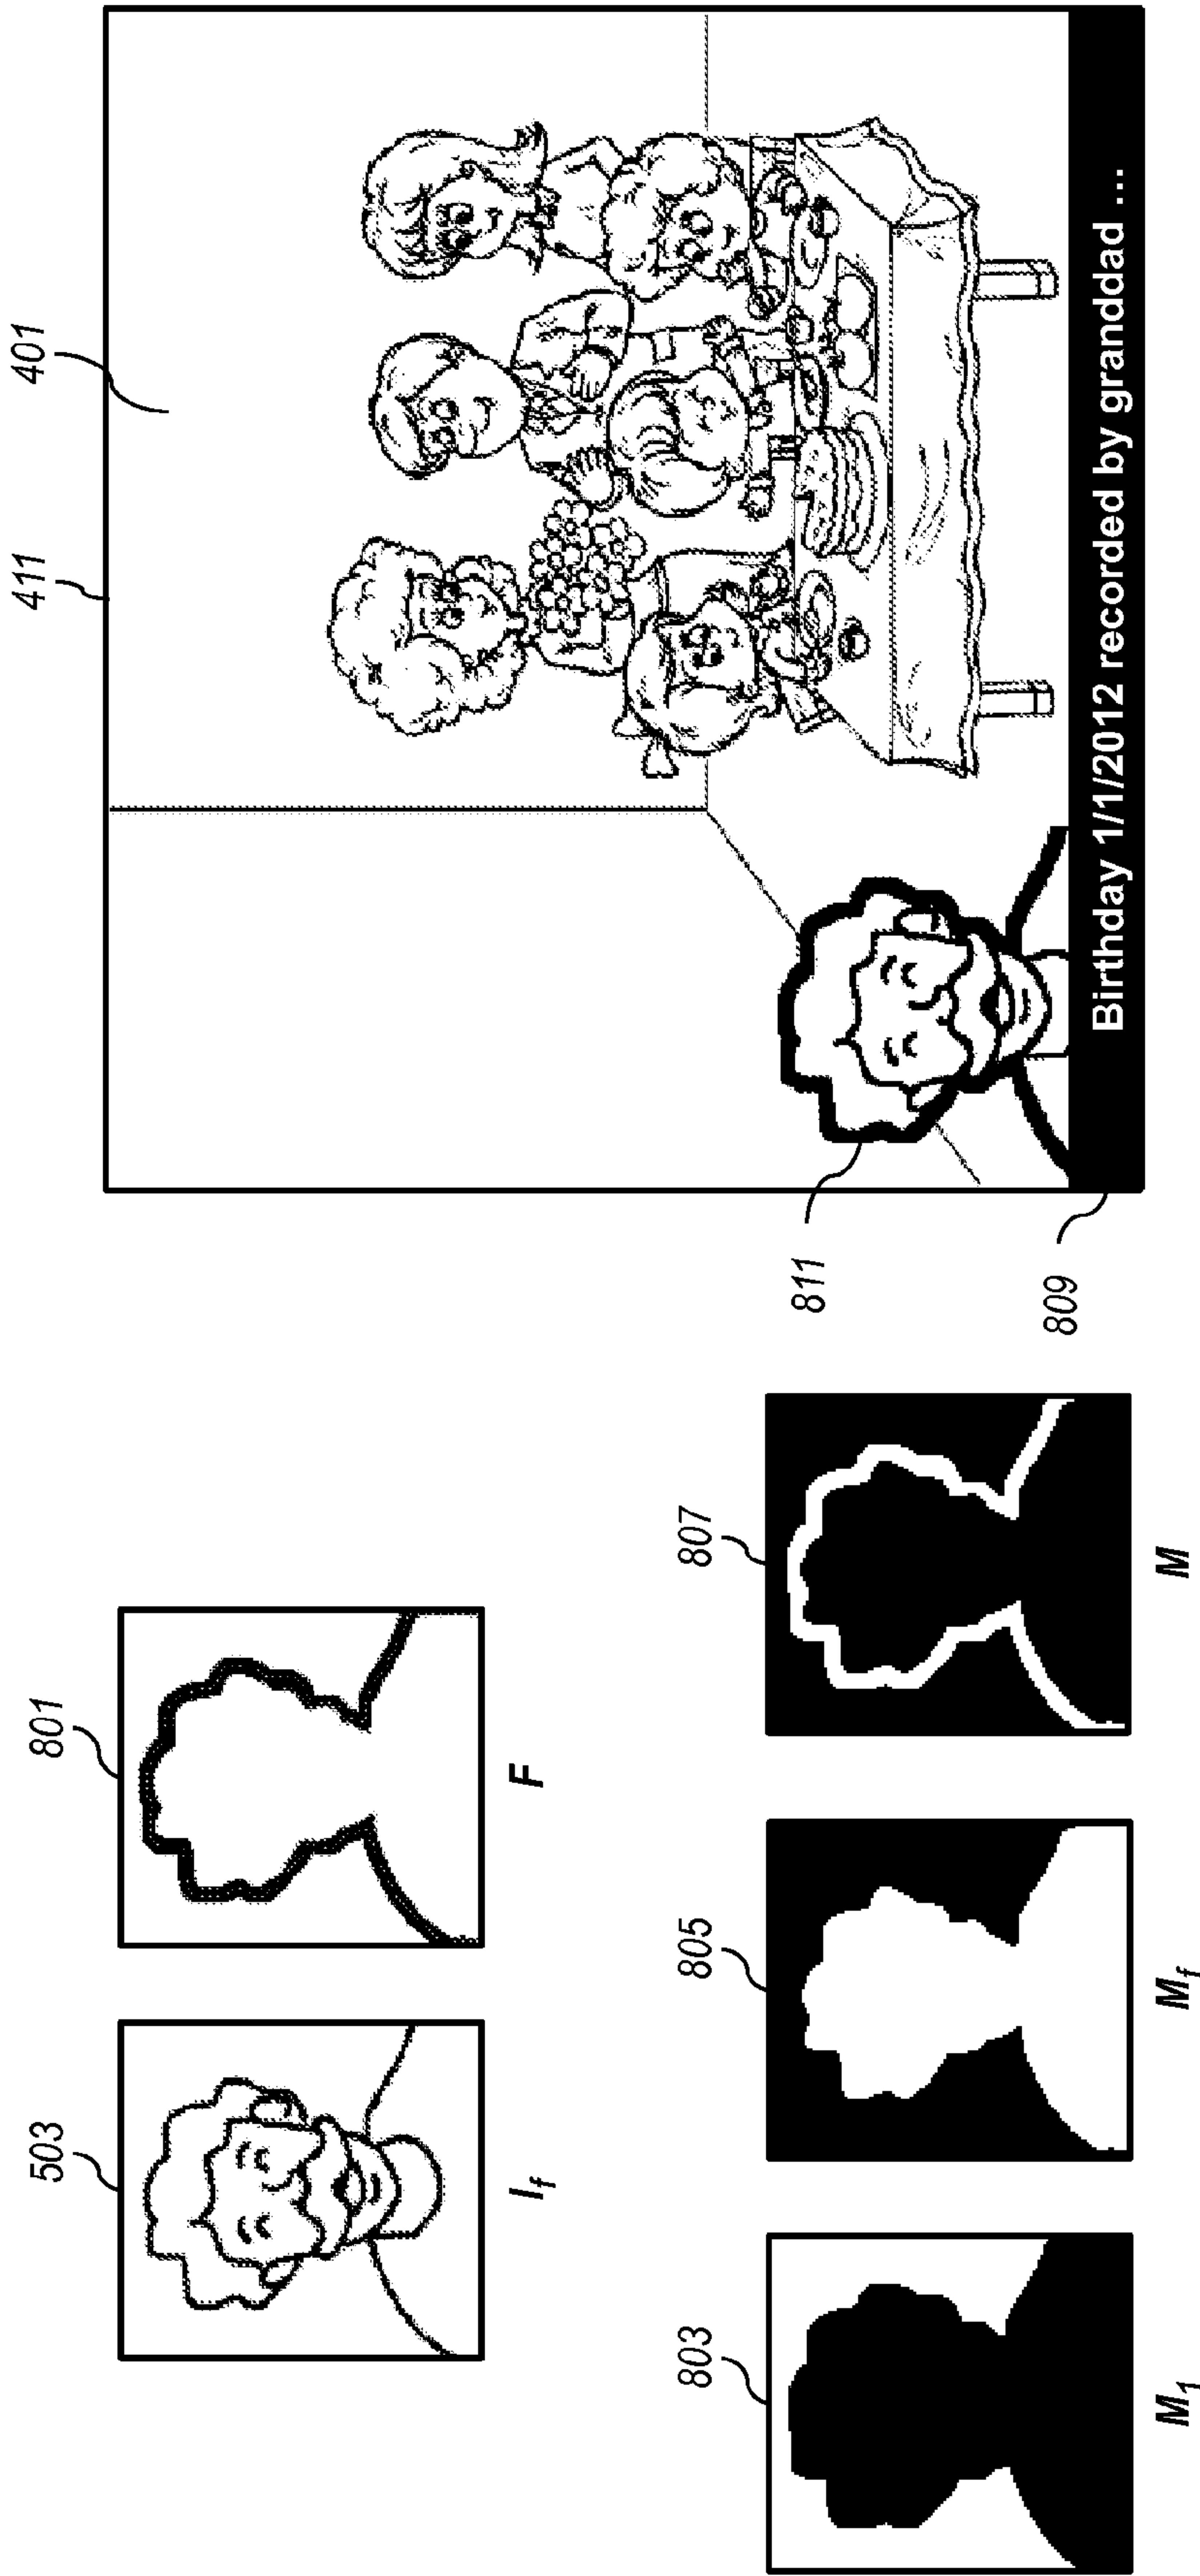 503
801
411
401
I_f
F
803
805
807
811
809
M_1
M_f
M
Birthday 1/1/2012 recorded by granddad ...